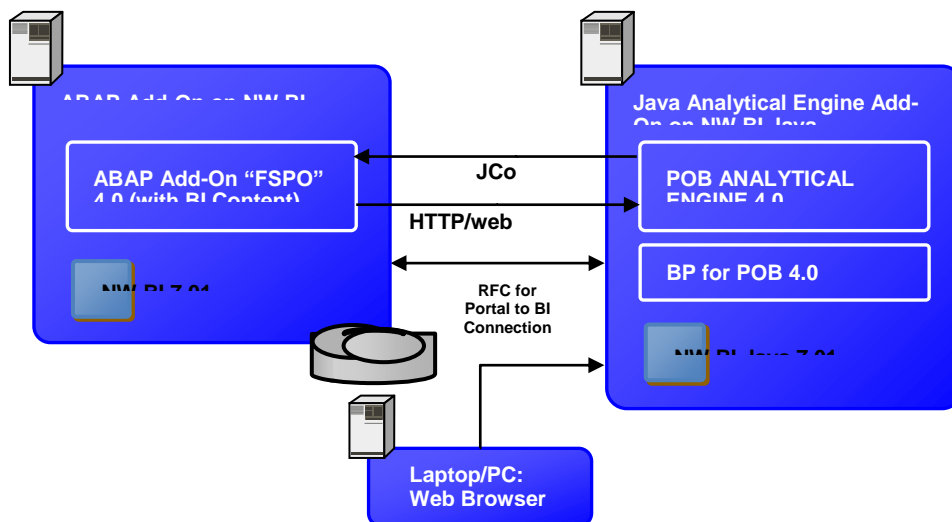 ABAP Add-On on NW BI
ABAP Add-On “FSPO”
4.0 (with BI Content)
NW BI 7.01
JCo
HTTP/web
RFC for
Portal to BI
Connection
Java Analytical Engine Add-
On on NW BI Java
POB ANALYTICAL
ENGINE 4.0
BP for POB 4.0
NW BI Java 7.01
Laptop/PC:
Web Browser